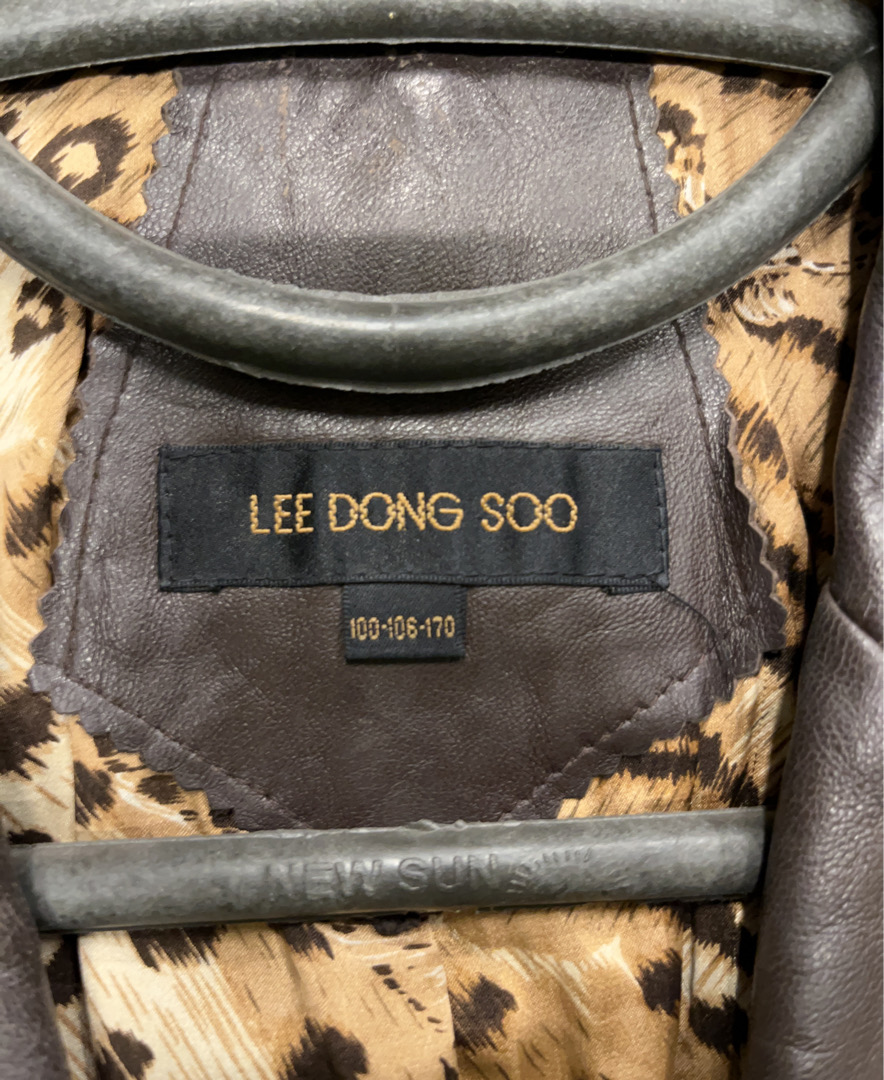 LEE DONG SOO
100-106-170
NEW SUN